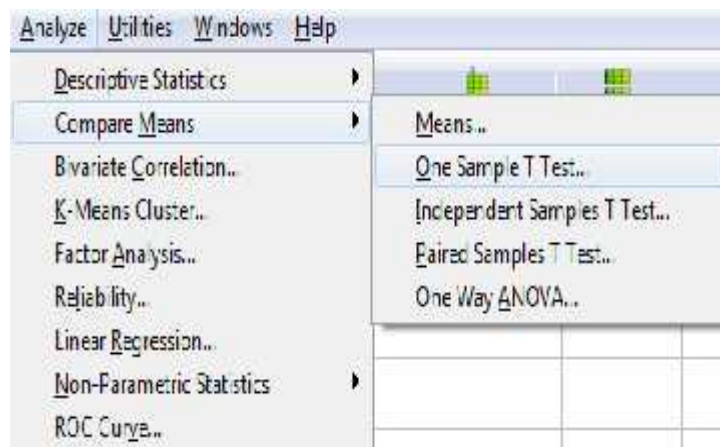 Analyze Utilities Windows Help
Descriptive Statistics
Compare Means
Bivariate Correlation...
K-Means Cluster...
Factor Analysis...
Reliability...
Linear Regression...
Non-Parametric Statistics
ROC Curve...
Means...
One Sample T Test...
Independent Samples T Test...
Paired Samples T Test...
One Way ANOVA...